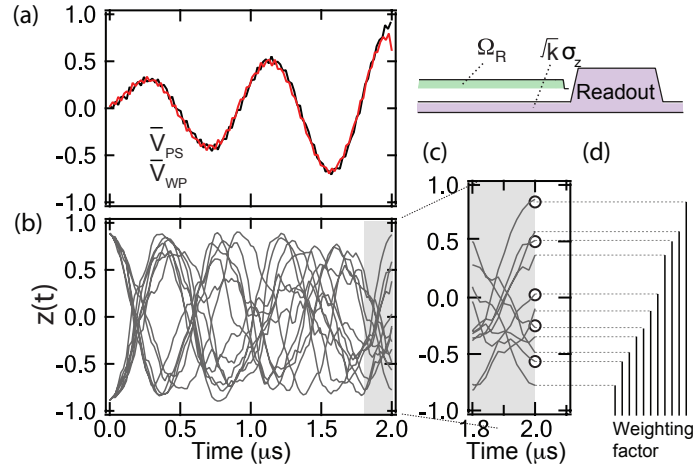 (a)
1.0
0.5
0.0
-0.5
-1.0
V̅PS
V̅WP
ΩR
√k σz
Readout
(b)
1.0
0.5
0.0
-0.5
-1.0
z(t)
0.0 0.5 1.0 1.5 2.0
Time (μs)
(c)
1.0
0.5
0.0
-0.5
-1.0
1.8 2.0
Time (μs)
(d)
Weighting
factor